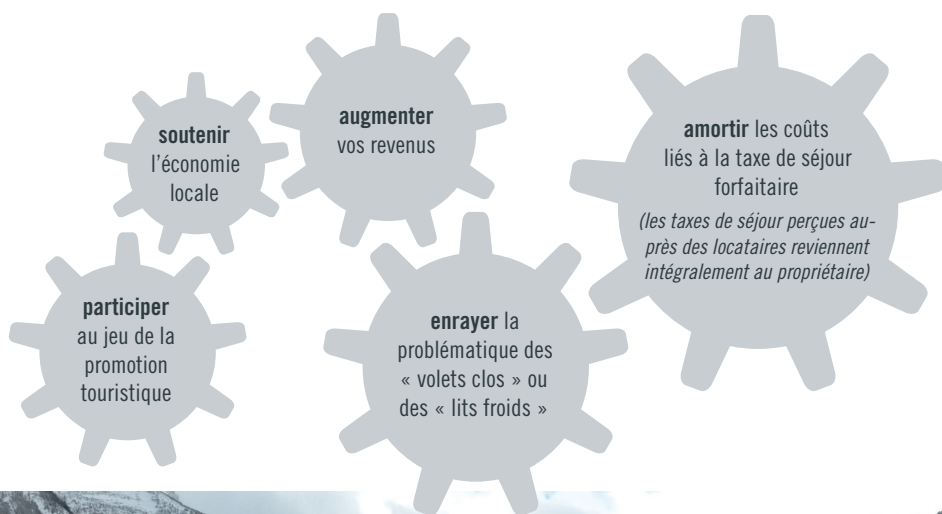 soutenir
l’économie
locale
augmenter
vos revenus
amortir les coûts
liés à la taxe de séjour
forfaitaire
(les taxes de séjour perçues au-
près des locataires reviennent
intégralement au propriétaire)
participer
au jeu de la
promotion
touristique
enrayer la
problématique des
« volets clos » ou
des « lits froids »